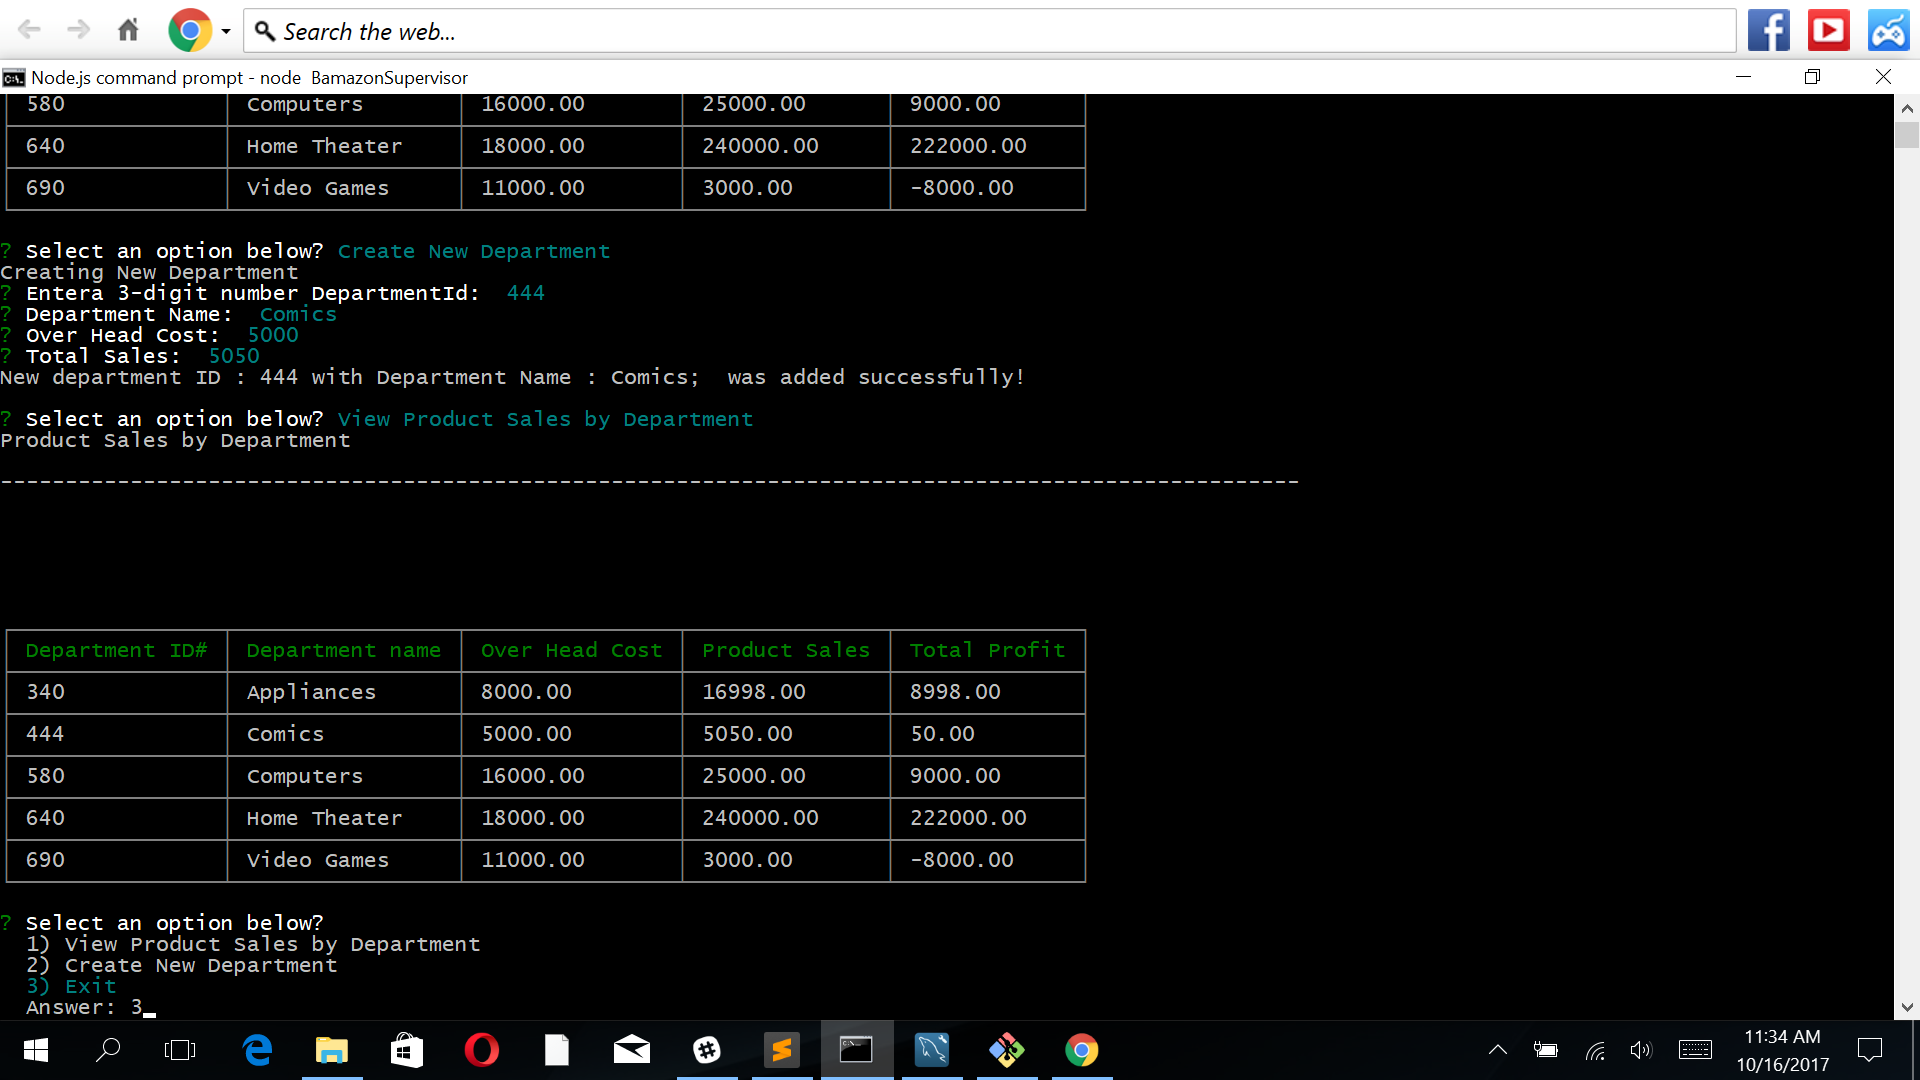 Search the web...
Node.js command prompt - node  BamazonSupervisor
580 Computers 16000.00 25000.00 9000.00
640 Home Theater 18000.00 240000.00 222000.00
690 Video Games 11000.00 3000.00 -8000.00
? Select an option below? Create New Department
Creating New Department
? Entera 3-digit number DepartmentId:  444
? Department Name:  Comics
? Over Head Cost:  5000
? Total Sales:  5050
New department ID : 444 with Department Name : Comics;  was added successfully!
? Select an option below? View Product Sales by Department
Product Sales by Department
----------------------------------------------------------------------------------------------------
Department ID# Department name Over Head Cost Product Sales Total Profit
340 Appliances 8000.00 16998.00 8998.00
444 Comics 5000.00 5050.00 50.00
580 Computers 16000.00 25000.00 9000.00
640 Home Theater 18000.00 240000.00 222000.00
690 Video Games 11000.00 3000.00 -8000.00
? Select an option below?
1) View Product Sales by Department
2) Create New Department
3) Exit
Answer: 3
11:34 AM
10/16/2017